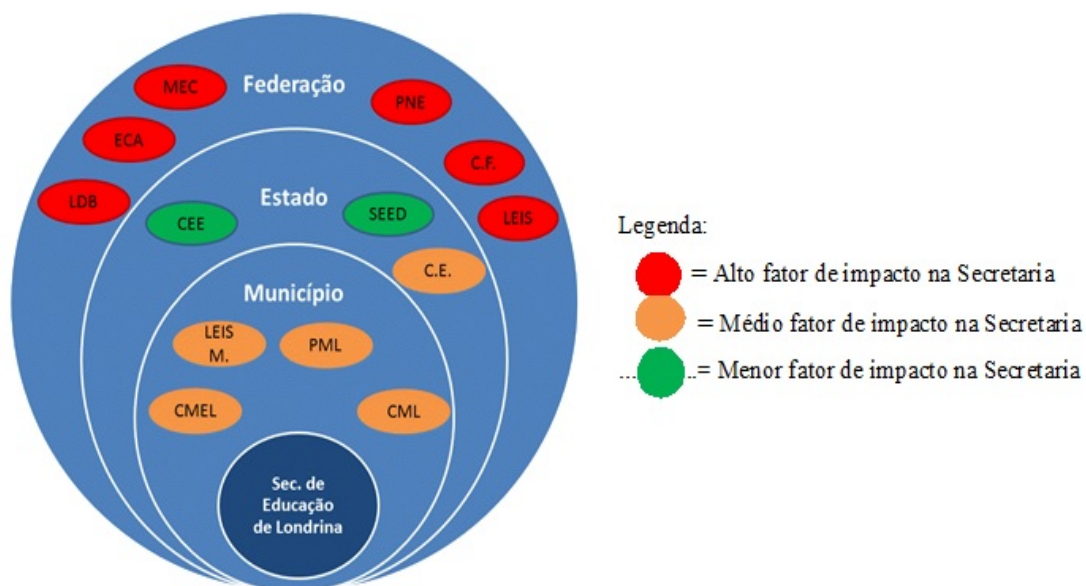 Federação
MEC
PNE
ECA
C.F.
LDB
LEIS
Estado
CEE
SEED
C.E.
Município
LEIS
M.
PML
CMEL
CML
Sec. de
Educação
de Londrina
Legenda:
= Alto fator de impacto na Secretaria
= Médio fator de impacto na Secretaria
...
..= Menor fator de impacto na Secretaria